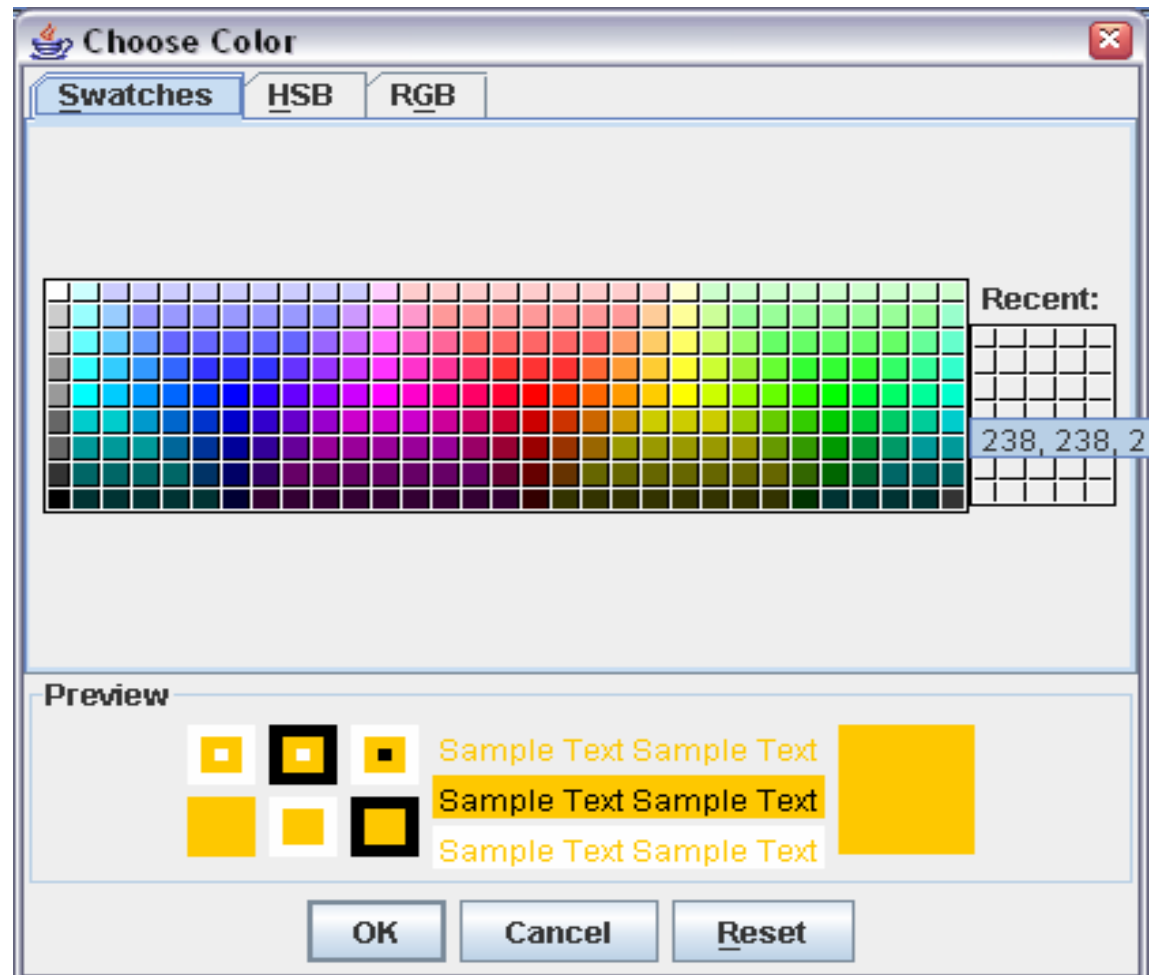 Choose Color
Swatches HSB RGB
Recent:
238, 238, 2
Preview
Sample Text Sample Text
Sample Text Sample Text
Sample Text Sample Text
OK Cancel Reset